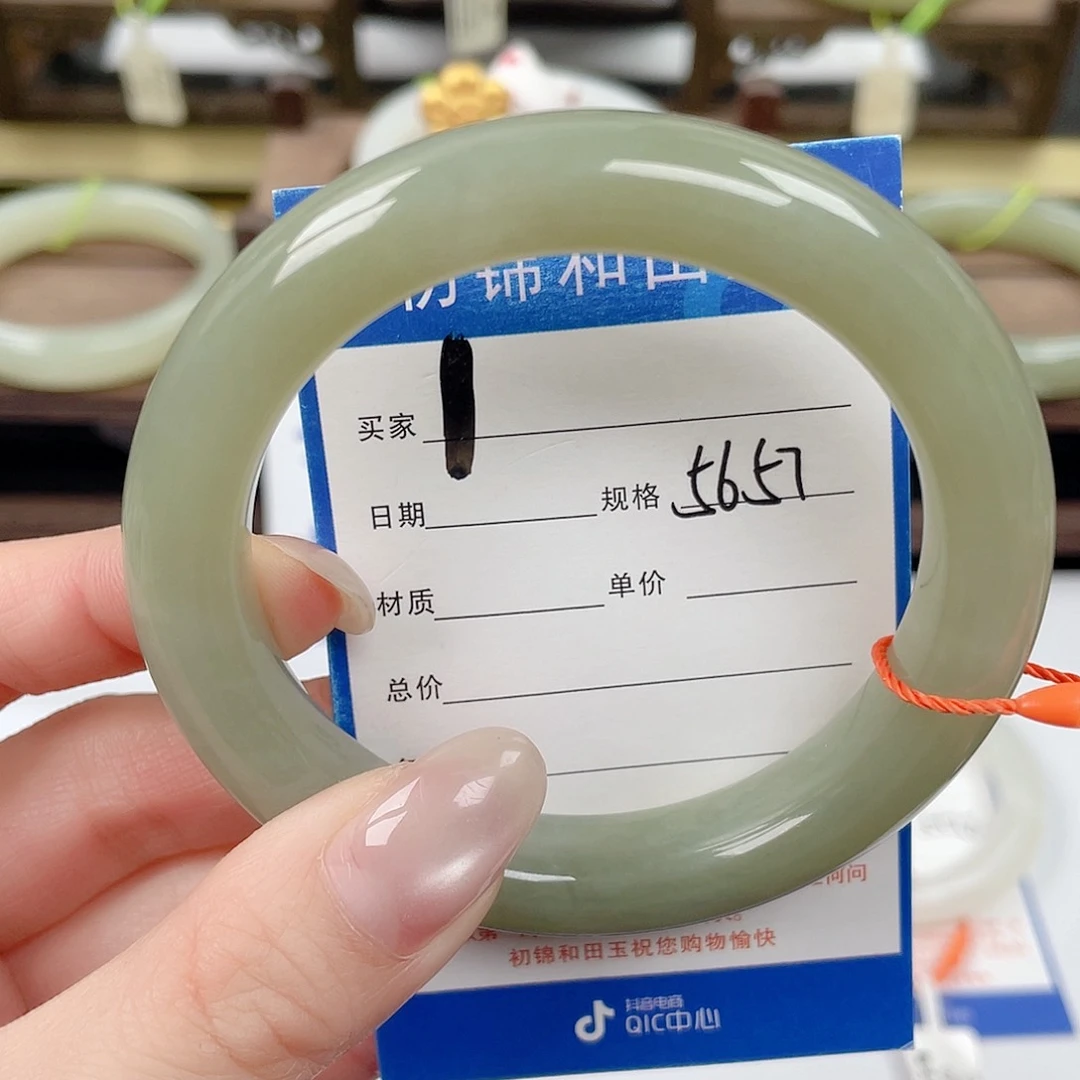 初锦和田
买家
日期 规格 56.57
材质 单价
总价
初锦和田玉祝您购物愉快
抖音电商
QIC中心